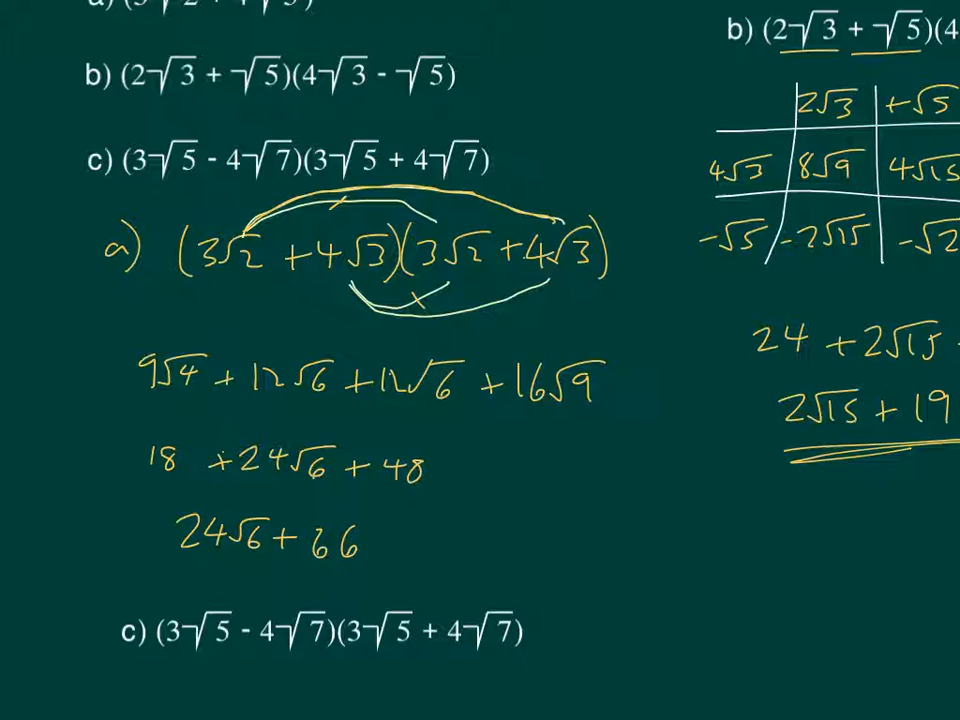 b) (2√3 + √5)(4√3 - √5)
c) (3√5 - 4√7)(3√5 + 4√7)
a) (3√2 + 4√3)(3√2 + 4√3)
9√4 + 12√6 + 12√6 + 16√9
18 + 24√6 + 48
24√6 + 66
c) (3√5 - 4√7)(3√5 + 4√7)
b) (2√3 + √5)(4
2√3 +√5
4√3 8√9 4√15
-√5 -2√15 -√2
24 + 2√15
2√15 + 19